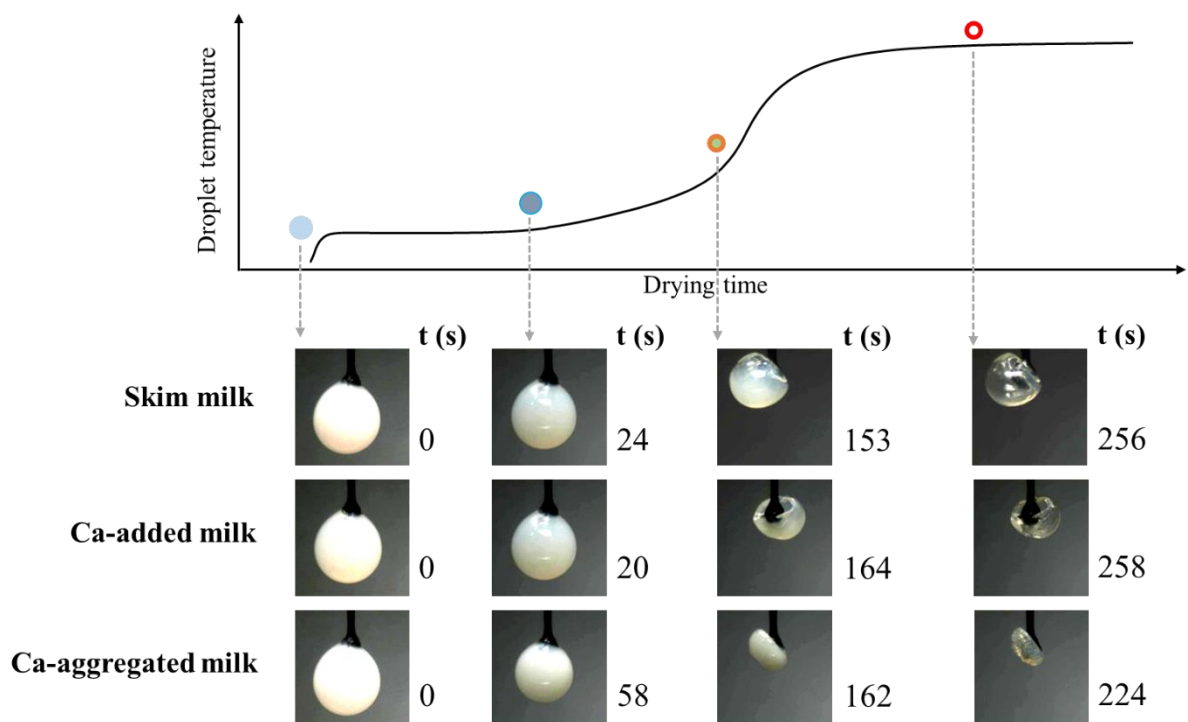 Droplet temperature
Drying time
t (s) t (s) t (s) t (s)
Skim milk 0 24 153 256
Ca-added milk 0 20 164 258
Ca-aggregated milk 0 58 162 224